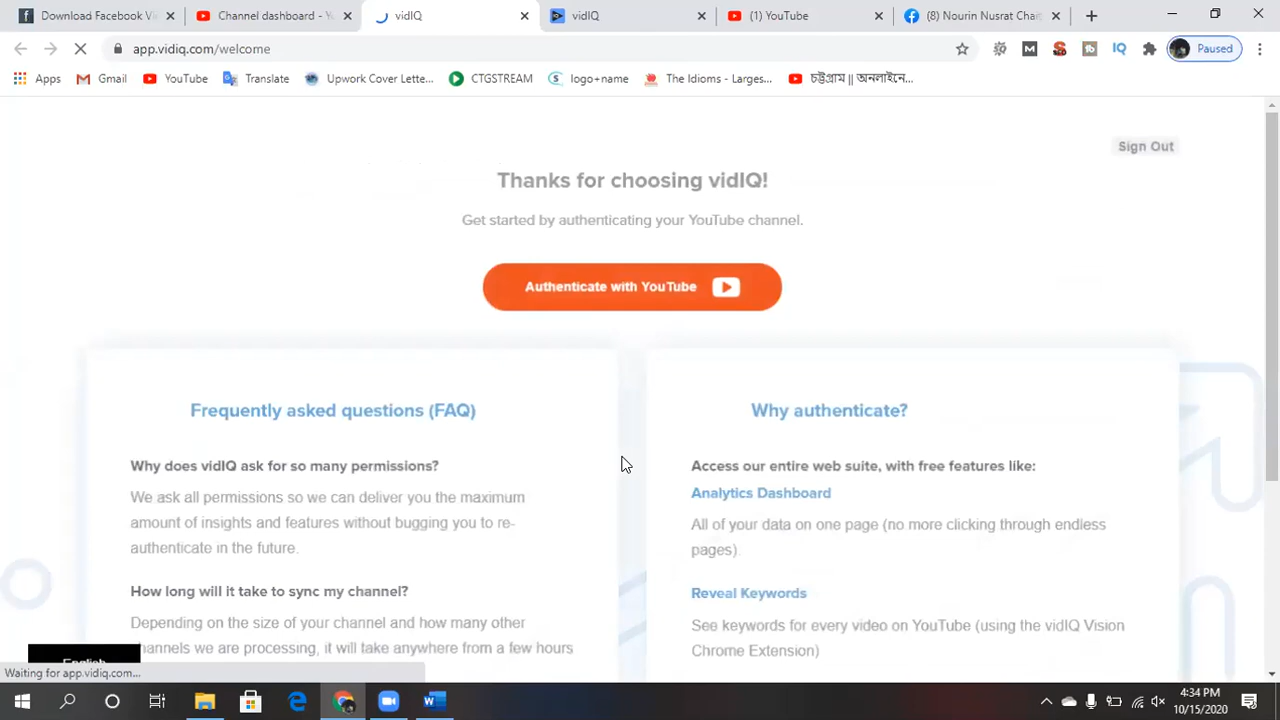 Download Facebook Vi
Channel dashboard - Y
vidIQ
vidIQ
(1) YouTube
(8) Nourin Nusrat Chait
app.vidiq.com/welcome
Paused
Apps
Gmail
YouTube
Translate
Upwork Cover Lette...
CTGSTREAM
logo+name
The Idioms - Larges...
চট্টগ্রাম || অনলাইনে...
Sign Out
Thanks for choosing vidIQ!
Get started by authenticating your YouTube channel.
Authenticate with YouTube
Frequently asked questions (FAQ)
Why does vidIQ ask for so many permissions?
We ask all permissions so we can deliver you the maximum
amount of insights and features without bugging you to re-
authenticate in the future.
How long will it take to sync my channel?
Depending on the size of your channel and how many other
channels we are processing, it will take anywhere from a few hours
Why authenticate?
Access our entire web suite, with free features like:
Analytics Dashboard
All of your data on one page (no more clicking through endless
pages).
Reveal Keywords
See keywords for every video on YouTube (using the vidIQ Vision
Chrome Extension)
English
Waiting for app.vidiq.com...
4:34 PM
10/15/2020